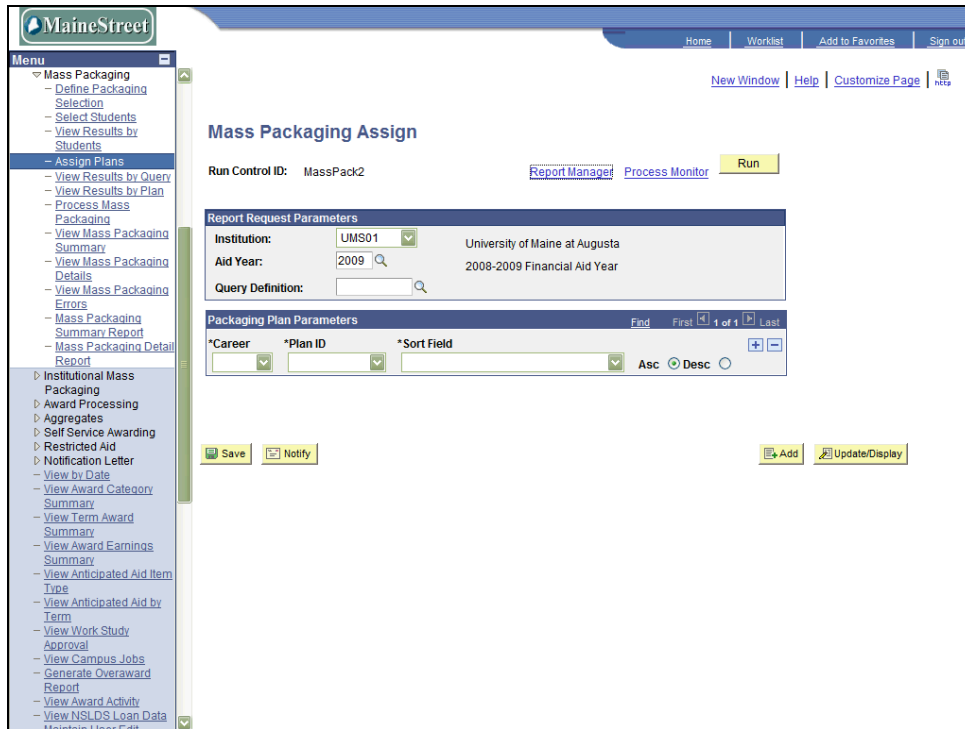 MaineStreet
Home
Worklist
Add to Favorites
Sign out
Menu
Mass Packaging
Define Packaging
Selection
Select Students
View Results by
Students
Assign Plans
View Results by Query
View Results by Plan
Process Mass
Packaging
View Mass Packaging
Summary
View Mass Packaging
Details
View Mass Packaging
Errors
Mass Packaging
Summary Report
Mass Packaging Detail
Report
Institutional Mass
Packaging
Award Processing
Aggregates
Self Service Awarding
Restricted Aid
Notification Letter
View by Date
View Award Category
Summary
View Term Award
Summary
View Award Earnings
Summary
View Anticipated Aid Item
Type
View Anticipated Aid by
Term
View Work Study
Approval
View Campus Jobs
Generate Overaward
Report
View Award Activity
View NSLDS Loan Data
Maintain User Edit
New Window | Help | Customize Page | http
Mass Packaging Assign
Run Control ID: MassPack2 Report Manager Process Monitor Run
Report Request Parameters
Institution: UMS01 University of Maine at Augusta
Aid Year: 2009 2008-2009 Financial Aid Year
Query Definition:
Packaging Plan Parameters Find First 1 of 1 Last
*Career *Plan ID *Sort Field
Asc Desc
Save Notify Add Update/Display